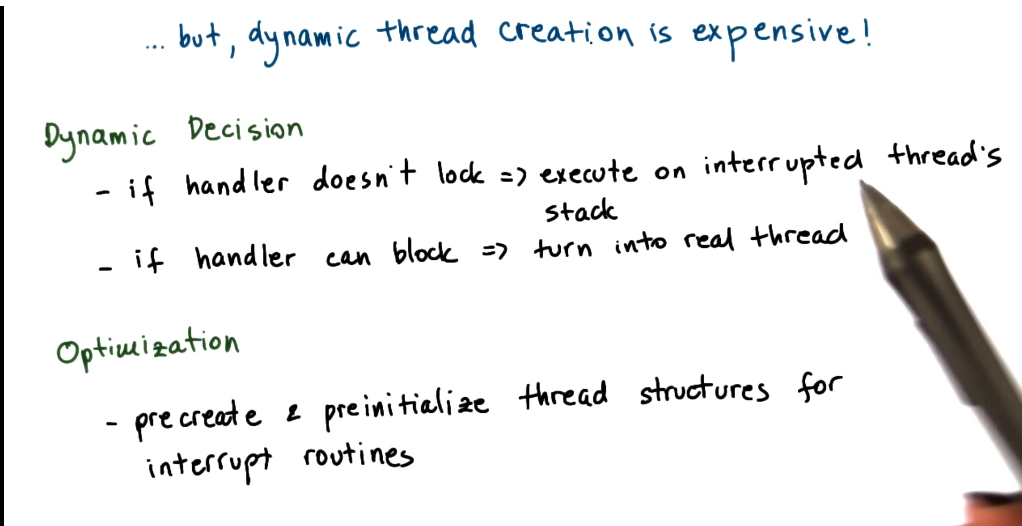 ... but, dynamic thread creation is expensive!
Dynamic Decision
- if handler doesn't lock => execute on interrupted thread's
stack
- if handler can block => turn into real thread
Optimization
- precreate & preinitialize thread structures for
interrupt routines